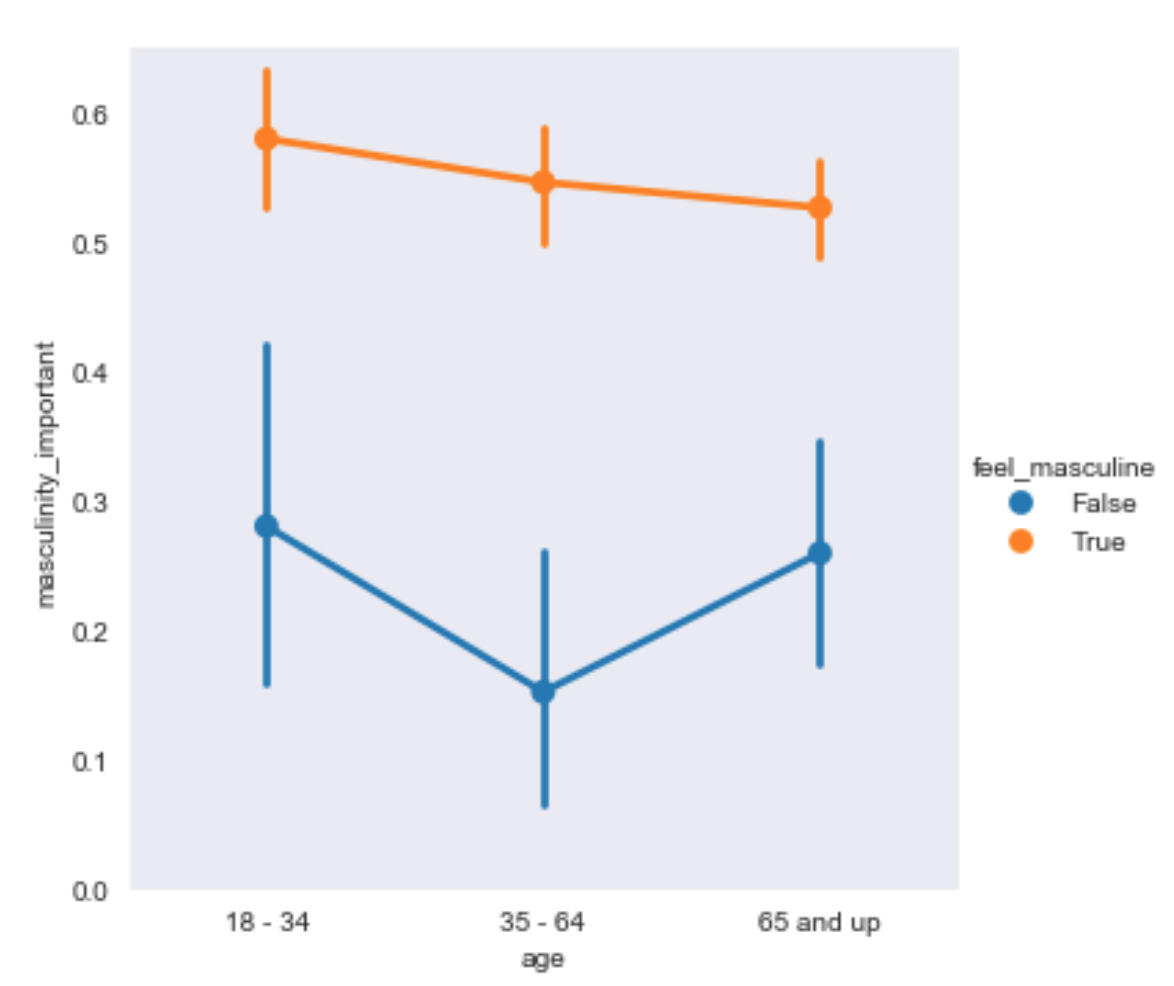 0.6
0.5
0.4
0.3
0.2
0.1
0.0
masculinity_important
18 - 34
35 - 64
65 and up
age
feel_masculine
False
True